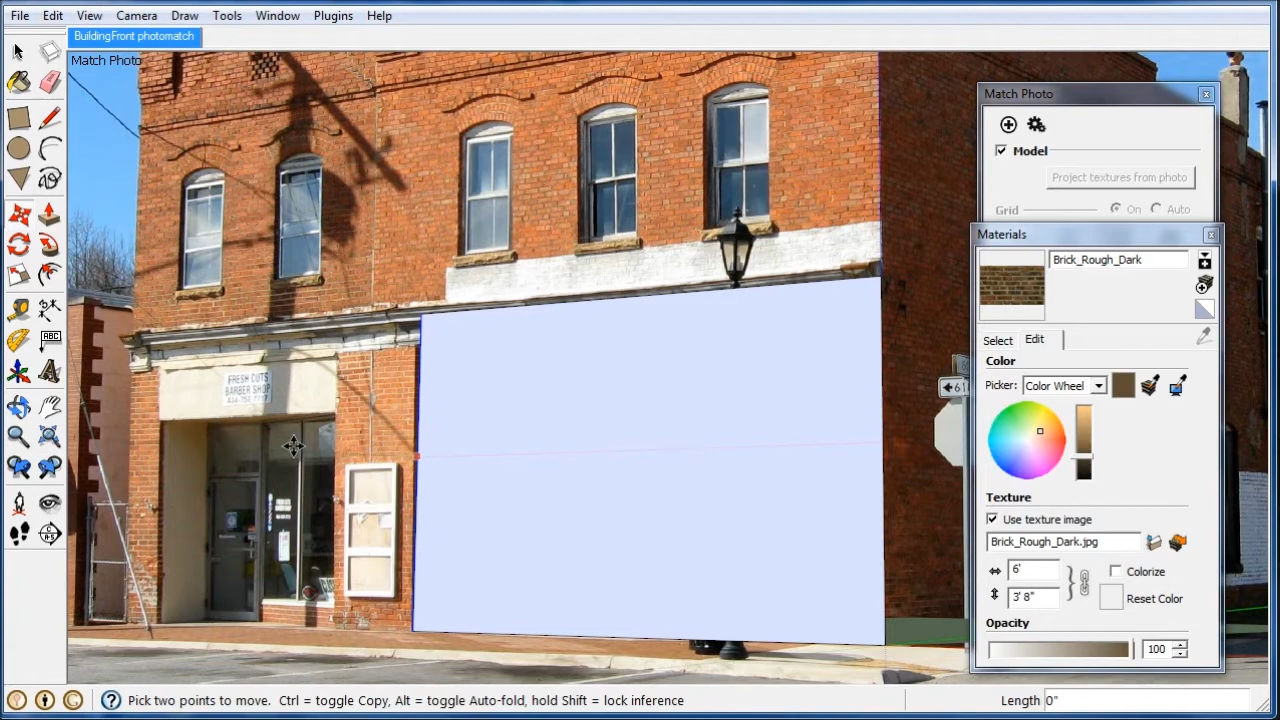 File Edit View Camera Draw Tools Window Plugins Help
BuildingFront photomatch
Match Photo
Match Photo
Model
Project textures from photo
Grid On Auto
Materials
Brick_Rough_Dark
Select Edit
Color
Picker: Color Wheel
Texture
Use texture image
Brick_Rough_Dark.jpg
6'
Colorize
3' 8"
Reset Color
Opacity
100
ABC
FRESH CUTS
BARBER SHOP
Pick two points to move. Ctrl = toggle Copy, Alt = toggle Auto-fold, hold Shift = lock inference
Length 0"